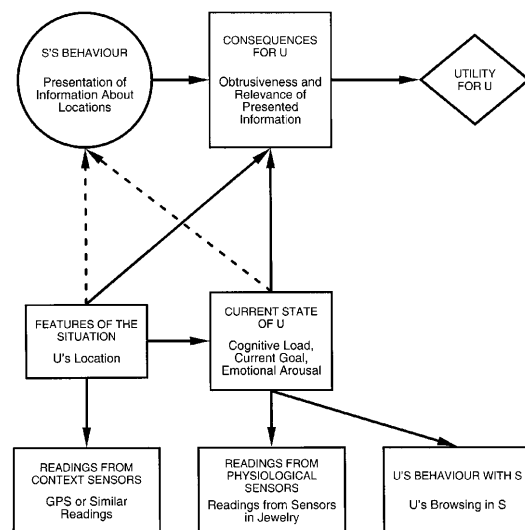 S'S BEHAVIOUR
Presentation of
Information About
Locations
CONSEQUENCES
FOR U
Obtrusiveness and
Relevance of
Presented
Information
UTILITY
FOR U
FEATURES OF THE
SITUATION
U's Location
CURRENT STATE
OF U
Cognitive Load,
Current Goal,
Emotional Arousal
READINGS FROM
CONTEXT SENSORS
GPS or Similar
Readings
READINGS FROM
PHYSIOLOGICAL
SENSORS
Readings from Sensors
in Jewelry
U'S BEHAVIOUR WITH S
U's Browsing in S